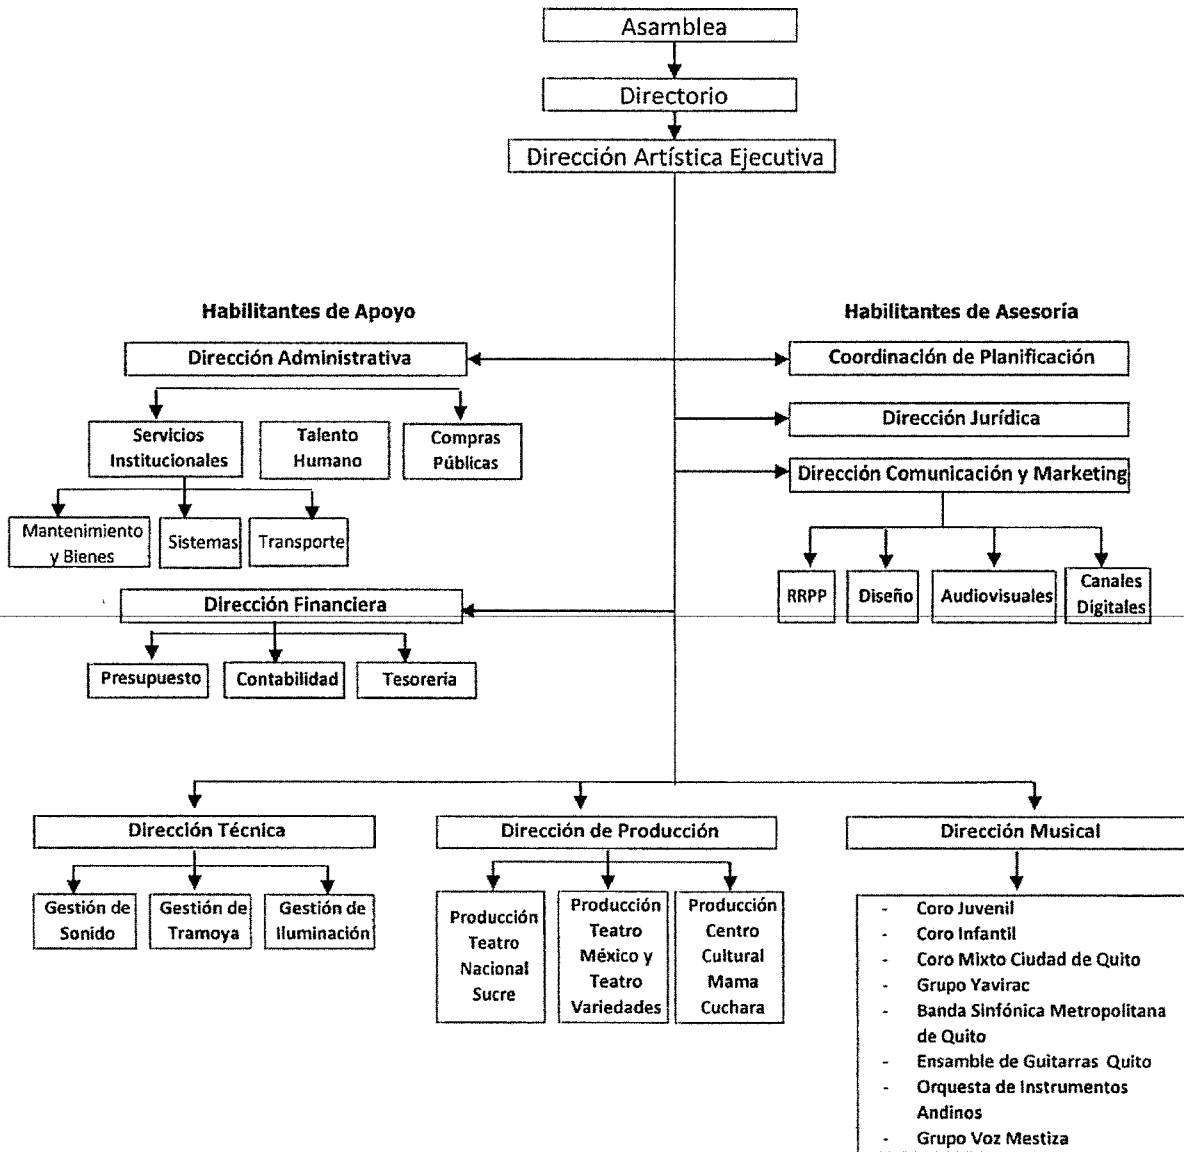 Asamblea
Directorio
Dirección Artística Ejecutiva
Habilitantes de Apoyo
Habilitantes de Asesoría
Dirección Administrativa
Coordinación de Planificación
Dirección Jurídica
Servicios
Institucionales
Talento
Humano
Compras
Públicas
Dirección Comunicación y Marketing
Mantenimiento
y Bienes
Sistemas
Transporte
RRPP
Diseño
Audiovisuales
Canales
Digitales
Dirección Financiera
Presupuesto
Contabilidad
Tesorería
Dirección Técnica
Dirección de Producción
Dirección Musical
Gestión de
Sonido
Gestión de
Tramoya
Gestión de
Iluminación
Producción
Teatro
Nacional
Sucre
Producción
Teatro
México y
Teatro
Variedades
Producción
Centro
Cultural
Mama
Cuchara
- Coro Juvenil
- Coro Infantil
- Coro Mixto Ciudad de Quito
- Grupo Yavirac
- Banda Sinfónica Metropolitana
de Quito
- Ensamble de Guitarras Quito
- Orquesta de Instrumentos
Andinos
- Grupo Voz Mestiza